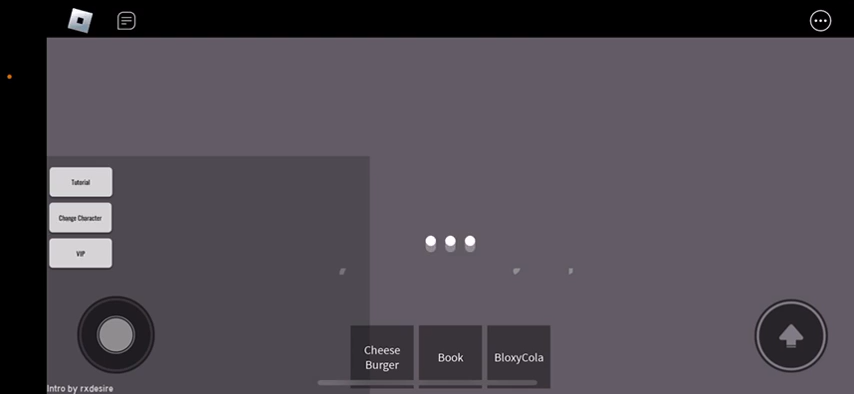 Tutorial
Change Character
VIP
Cheese
Burger
Book
BloxyCola
Intro by rxdesire